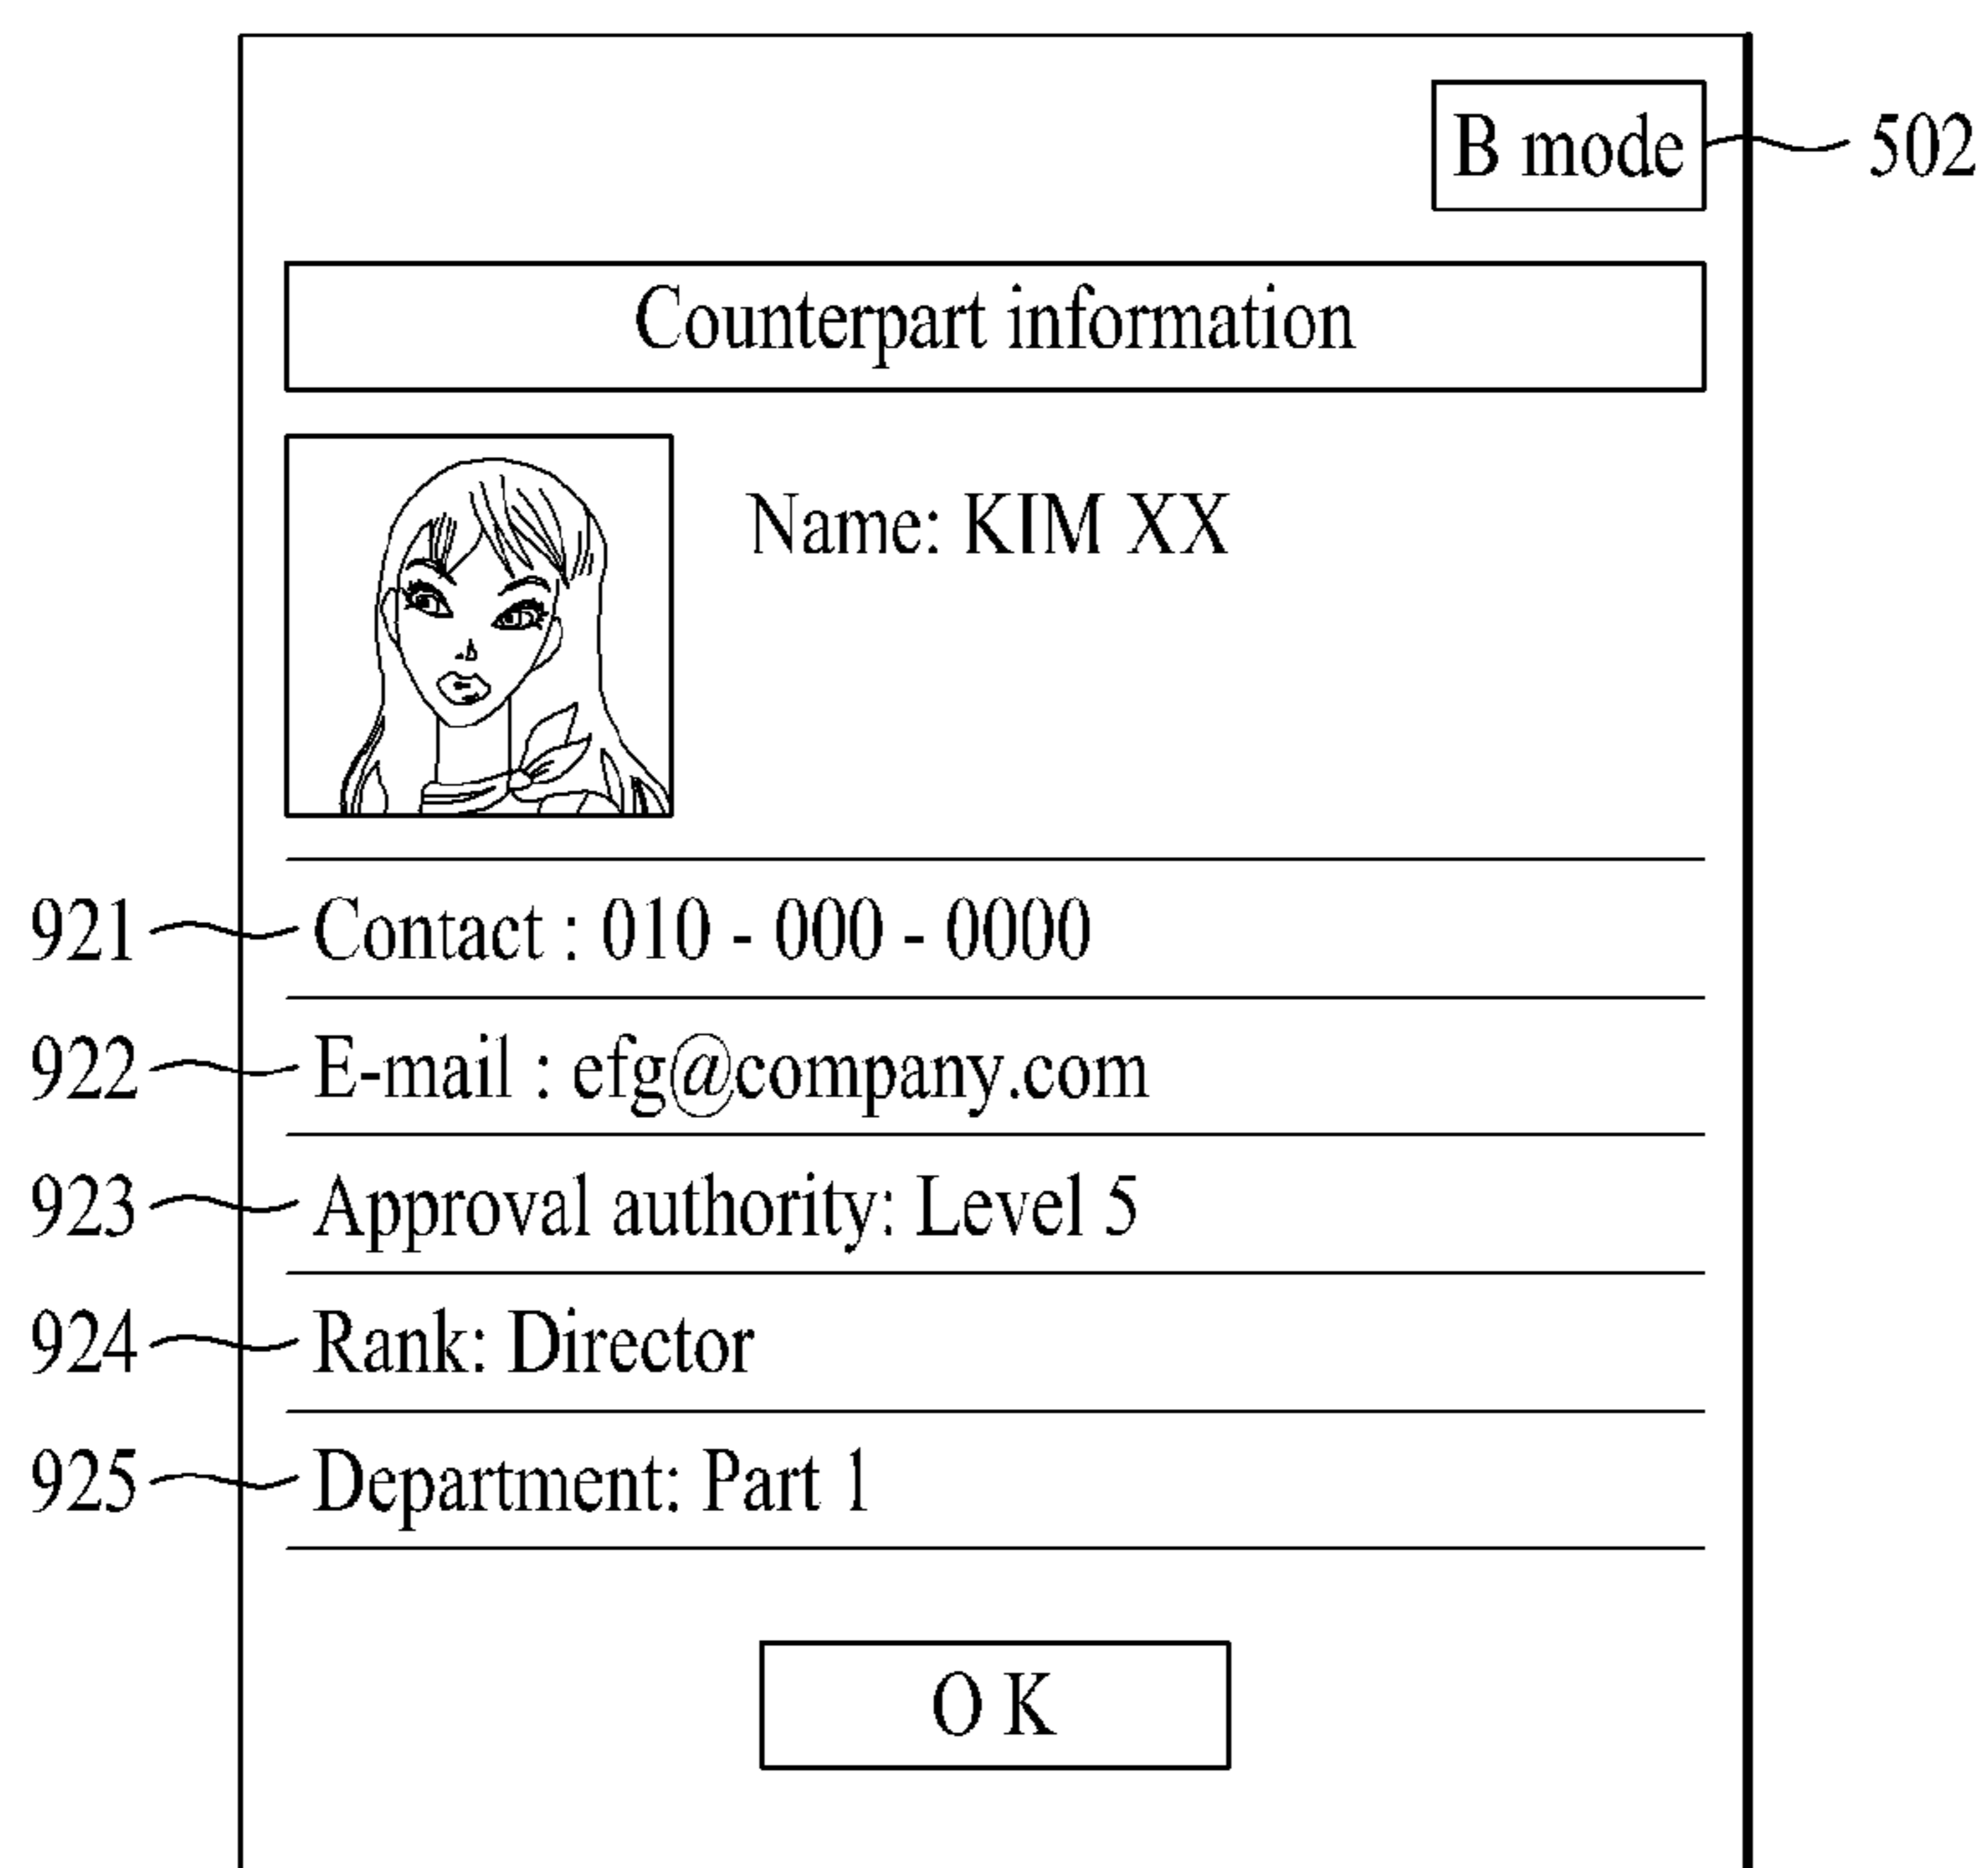 B mode 502
Counterpart information
Name: KIM XX
921 Contact : 010 - 000 - 0000
922 E-mail : efg@company.com
923 Approval authority: Level 5
924 Rank: Director
925 Department: Part 1
O K